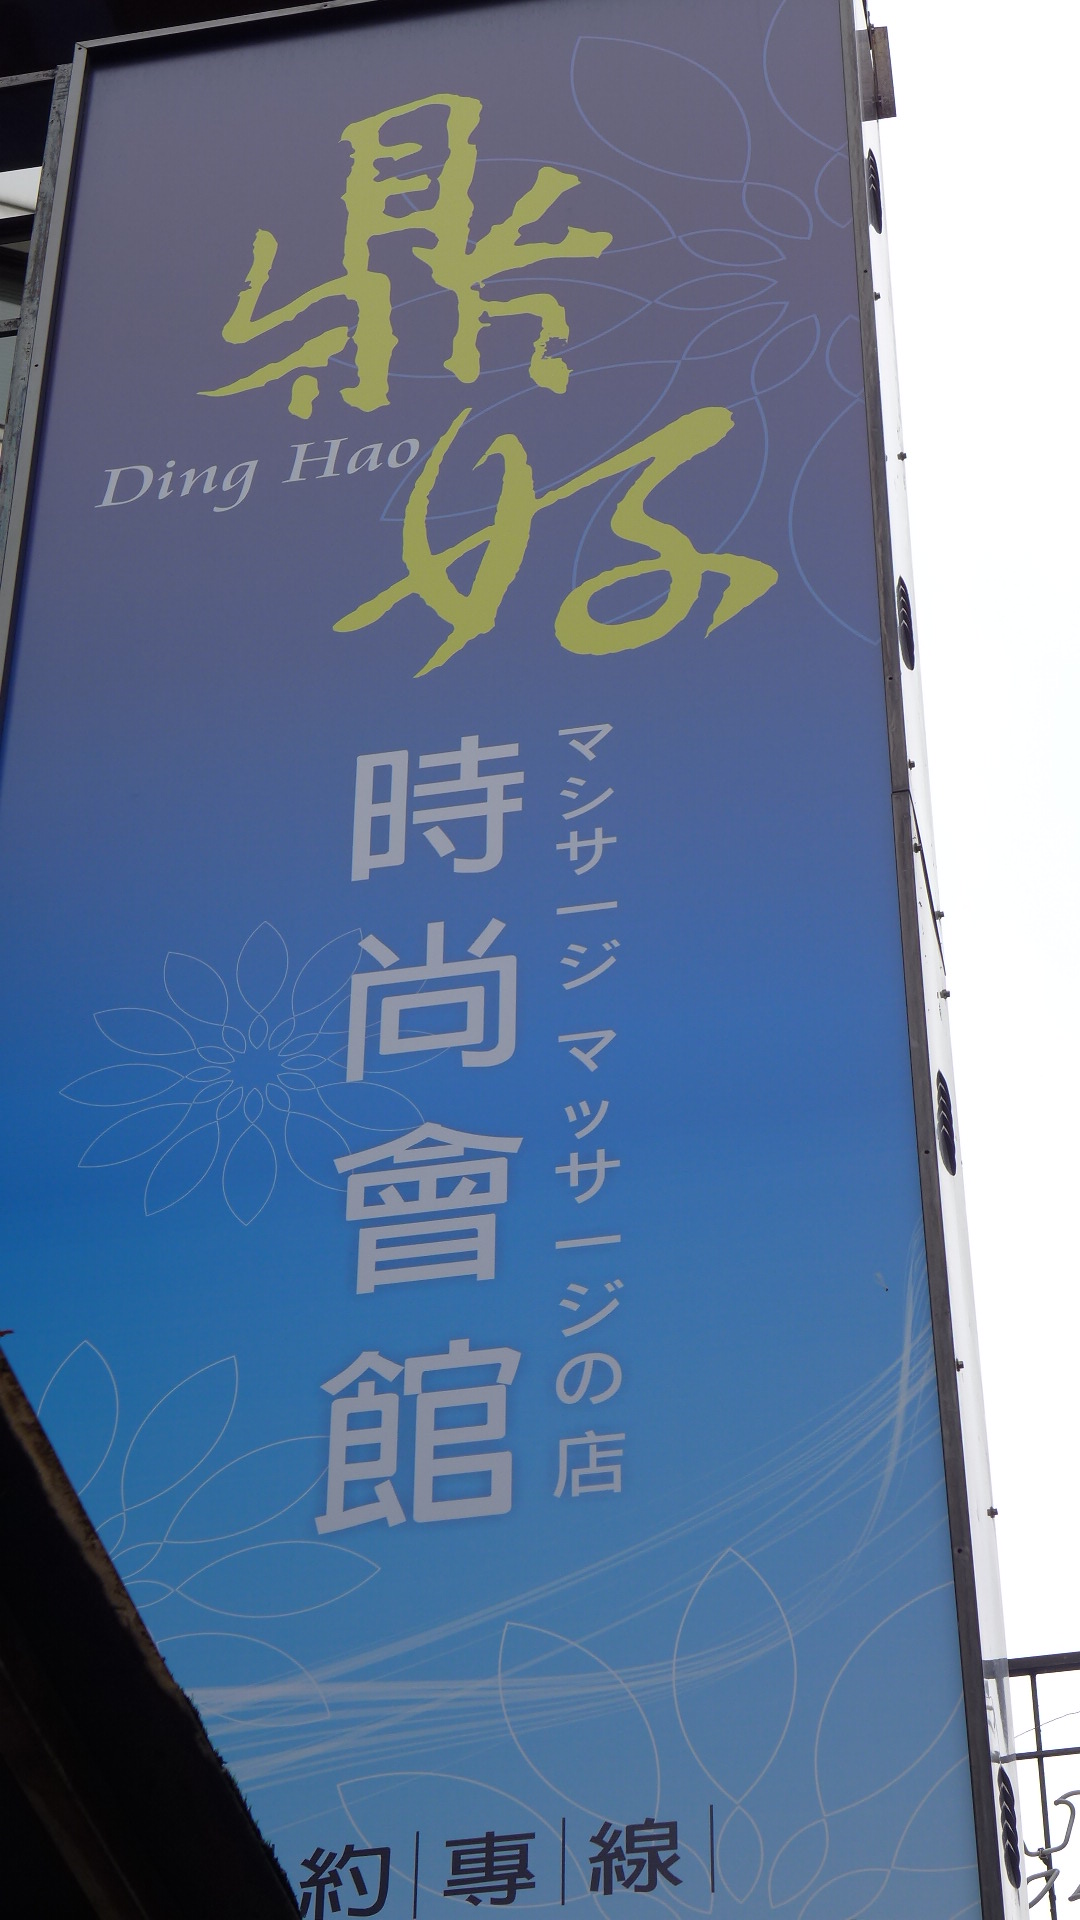 鼎好
Ding Hao
マシサージ マッサージの店
時尚會館
約｜專｜線｜